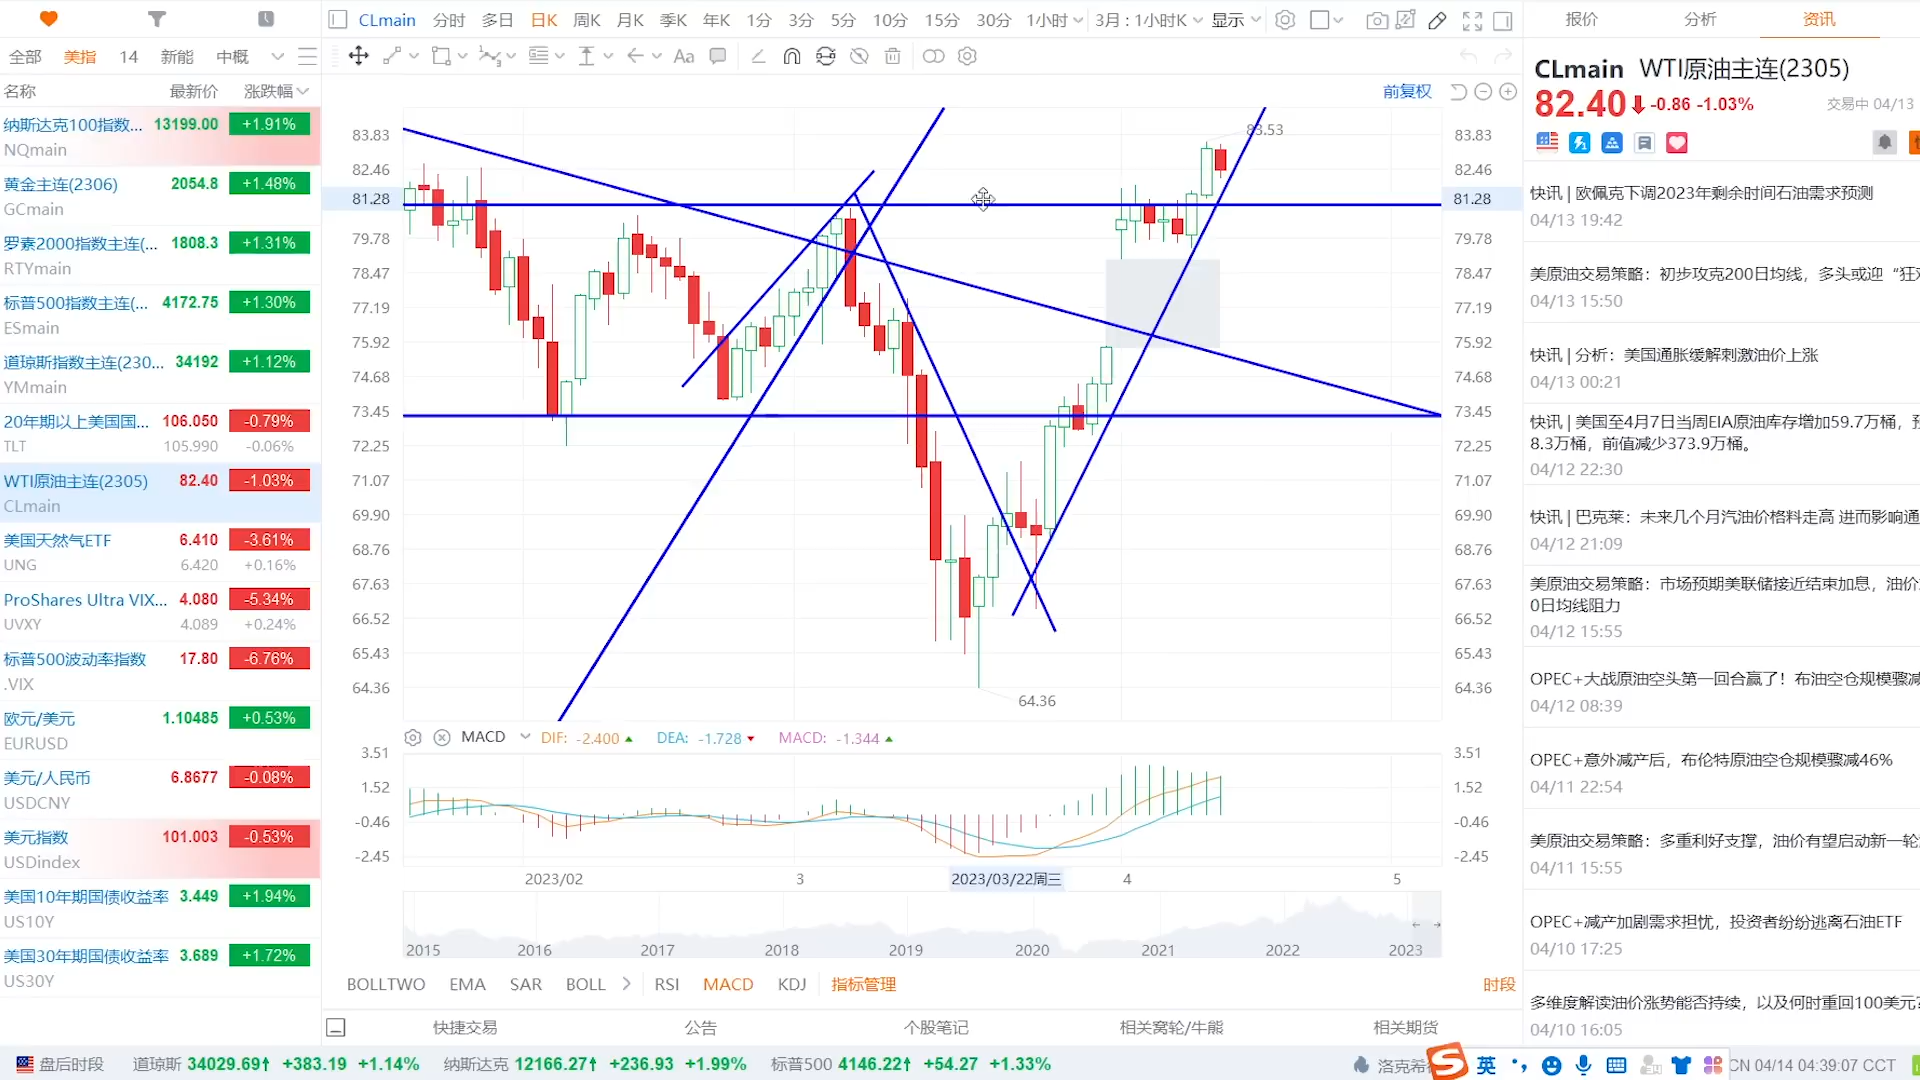 CLmain 分时 多日 日K 周K 月K 季K 年K 1分 3分 5分 10分 15分 30分 1小时 3月 : 1小时K 显示
报价 分析 资讯
全部 美指 14 新能 中概
Aa
名称 最新价 涨跌幅
纳斯达克100指数... 13199.00 +1.91%
NQmain
黄金主连(2306) 2054.8 +1.48%
GCmain
罗素2000指数主连(... 1808.3 +1.31%
RTYmain
标普500指数主连(... 4172.75 +1.30%
ESmain
道琼斯指数主连(230... 34192 +1.12%
YMmain
20年期以上美国国... 106.050 -0.79%
TLT 105.990 -0.06%
WTI原油主连(2305) 82.40 -1.03%
CLmain
美国天然气ETF 6.410 -3.61%
UNG 6.420 +0.16%
ProShares Ultra VIX... 4.080 -5.34%
UVXY 4.089 +0.24%
标普500波动率指数 17.80 -6.76%
.VIX
欧元/美元 1.10485 +0.53%
EURUSD
美元/人民币 6.8677 -0.08%
USDCNY
美元指数 101.003 -0.53%
USDindex
美国10年期国债收益率 3.449 +1.94%
US10Y
美国30年期国债收益率 3.689 +1.72%
US30Y
前复权
83.83 83.83
83.53
82.46 82.46
81.28 81.28
79.78 79.78
78.47 78.47
77.19 77.19
75.92 75.92
74.68 74.68
73.45 73.45
72.25 72.25
71.07 71.07
69.90 69.90
68.76 68.76
67.63 67.63
66.52 66.52
65.43 65.43
64.36 64.36
64.36
MACD DIF: -2.400 DEA: -1.728 MACD: -1.344
3.51 3.51
1.52 1.52
-0.46 -0.46
-2.45 -2.45
2023/02 3 2023/03/22周三 4 5
2015 2016 2017 2018 2019 2020 2021 2022 2023
BOLLTWO EMA SAR BOLL RSI MACD KDJ 指标管理 时段
快捷交易 公告 个股笔记 相关窝轮/牛熊 相关期货
CLmain WTI原油主连(2305)
82.40 -0.86 -1.03% 交易中 04/13
快讯 | 欧佩克下调2023年剩余时间石油需求预测
04/13 19:42
美原油交易策略：初步攻克200日均线，多头或迎“狂
04/13 15:50
快讯 | 分析：美国通胀缓解刺激油价上涨
04/13 00:21
快讯 | 美国至4月7日当周EIA原油库存增加59.7万桶，预
8.3万桶，前值减少373.9万桶。
04/12 22:30
快讯 | 巴克莱：未来几个月汽油价格料走高 进而影响通
04/12 21:09
美原油交易策略：市场预期美联储接近结束加息，油价
0日均线阻力
04/12 15:55
OPEC+大战原油空头第一回合赢了！布油空仓规模骤减
04/12 08:39
OPEC+意外减产后，布伦特原油空仓规模骤减46%
04/11 22:54
美原油交易策略：多重利好支撑，油价有望启动新一轮
04/11 15:55
OPEC+减产加剧需求担忧，投资者纷纷逃离石油ETF
04/10 17:25
多维度解读油价涨势能否持续，以及何时重回100美元?
04/10 16:05
盘后时段 道琼斯 34029.69↑ +383.19 +1.14% 纳斯达克 12166.27↑ +236.93 +1.99% 标普500 4146.22↑ +54.27 +1.33% 洛克希 英 CN 04/14 04:39:07 CCT